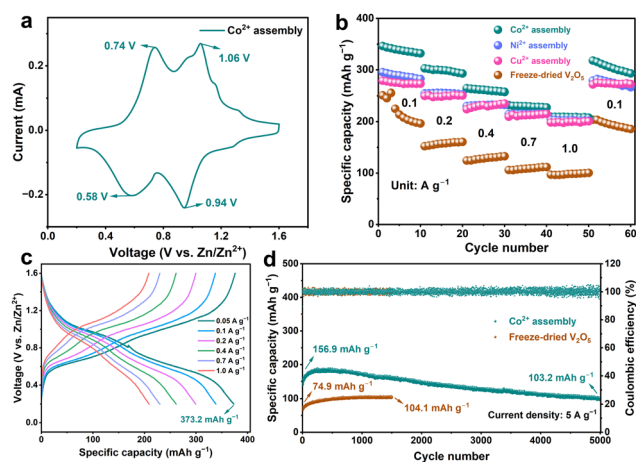 a
Co²⁺ assembly
0.74 V
1.06 V
0.58 V
0.94 V
0.2
0.0
−0.2
0.0
0.4
0.8
1.2
1.6
Current (mA)
Voltage (V vs. Zn/Zn²⁺)
b
Co²⁺ assembly
Ni²⁺ assembly
Cu²⁺ assembly
Freeze-dried V₂O₅
0.1
0.2
0.4
0.7
1.0
0.1
Unit: A g⁻¹
400
300
200
100
0
0
10
20
30
40
50
60
Specific capacity (mAh g⁻¹)
Cycle number
c
0.05 A g⁻¹
0.1 A g⁻¹
0.2 A g⁻¹
0.4 A g⁻¹
0.7 A g⁻¹
1.0 A g⁻¹
373.2 mAh g⁻¹
1.6
1.2
0.8
0.4
0.0
0
100
200
300
400
Voltage (V vs. Zn/Zn²⁺)
Specific capacity (mAh g⁻¹)
d
Co²⁺ assembly
Freeze-dried V₂O₅
156.9 mAh g⁻¹
74.9 mAh g⁻¹
103.2 mAh g⁻¹
104.1 mAh g⁻¹
Current density: 5 A g⁻¹
500
400
300
200
100
0
0
1000
2000
3000
4000
5000
120
100
80
60
40
20
0
Specific capacity (mAh g⁻¹)
Cycle number
Coulombic efficiency (%)